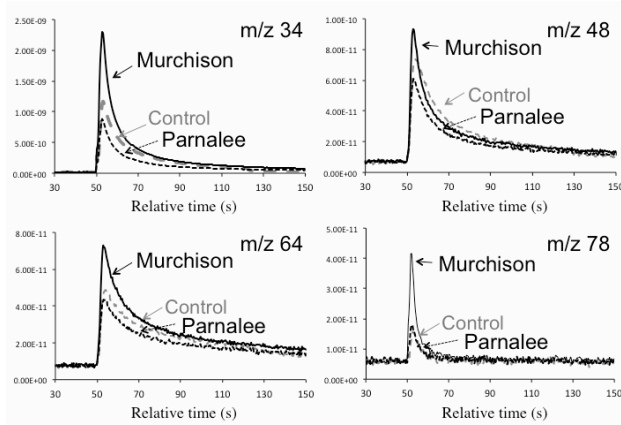 m/z 34
2.50E-09
2.00E-09
1.50E-09
1.00E-09
5.00E-10
0.00E+00
Murchison
Control
Parnalee
30 50 70 90 110 130 150
Relative time (s)
m/z 48
1.00E-10
8.00E-11
6.00E-11
4.00E-11
2.00E-11
0.00E+00
Murchison
Control
Parnalee
30 50 70 90 110 130 150
Relative time (s)
m/z 64
8.00E-11
6.00E-11
4.00E-11
2.00E-11
0.00E+00
Murchison
Control
Parnalee
30 50 70 90 110 130 150
Relative time (s)
m/z 78
5.00E-11
4.00E-11
3.00E-11
2.00E-11
1.00E-11
0.00E+00
Murchison
Control
Parnalee
30 50 70 90 110 130 150
Relative time (s)